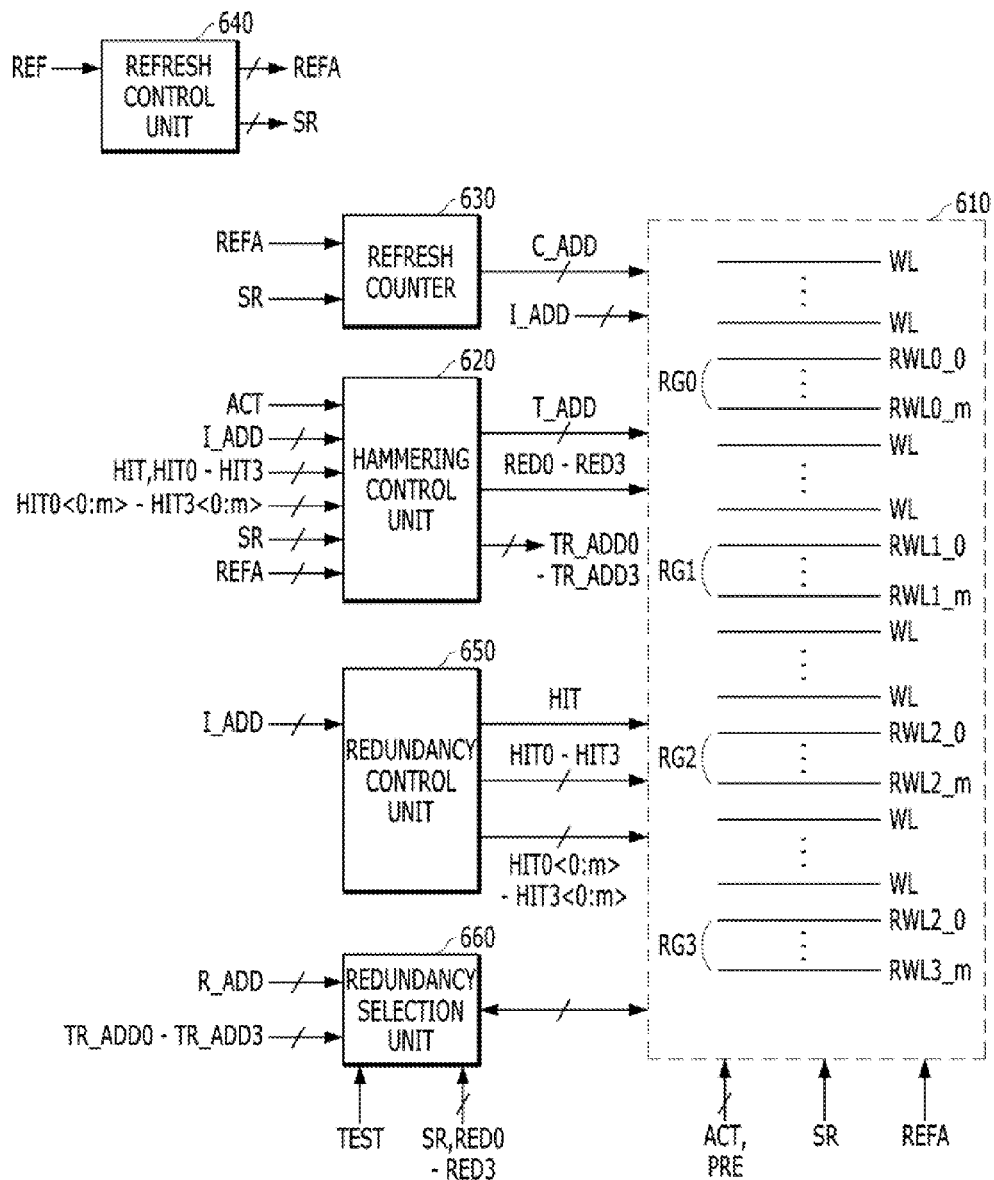 640
REF
REFRESH
CONTROL
UNIT
REFA
SR
630
610
REFA
SR
REFRESH
COUNTER
C_ADD
I_ADD
WL
WL
RG0
RWL0_0
RWL0_m
620
ACT
I_ADD
HIT,HIT0 - HIT3
HIT0<0:m> - HIT3<0:m>
SR
REFA
HAMMERING
CONTROL
UNIT
T_ADD
RED0 - RED3
TR_ADD0
- TR_ADD3
WL
WL
RG1
RWL1_0
RWL1_m
650
I_ADD
REDUNDANCY
CONTROL
UNIT
HIT
HIT0 - HIT3
HIT0<0:m>
- HIT3<0:m>
WL
WL
RG2
RWL2_0
RWL2_m
WL
WL
RG3
RWL2_0
RWL3_m
660
R_ADD
TR_ADD0 - TR_ADD3
REDUNDANCY
SELECTION
UNIT
TEST
SR,RED0
- RED3
ACT,
PRE
SR
REFA